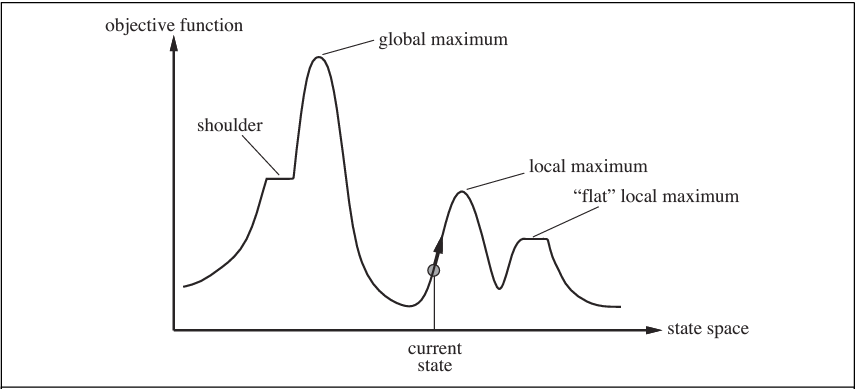 objective function
global maximum
shoulder
local maximum
“flat” local maximum
state space
current
state